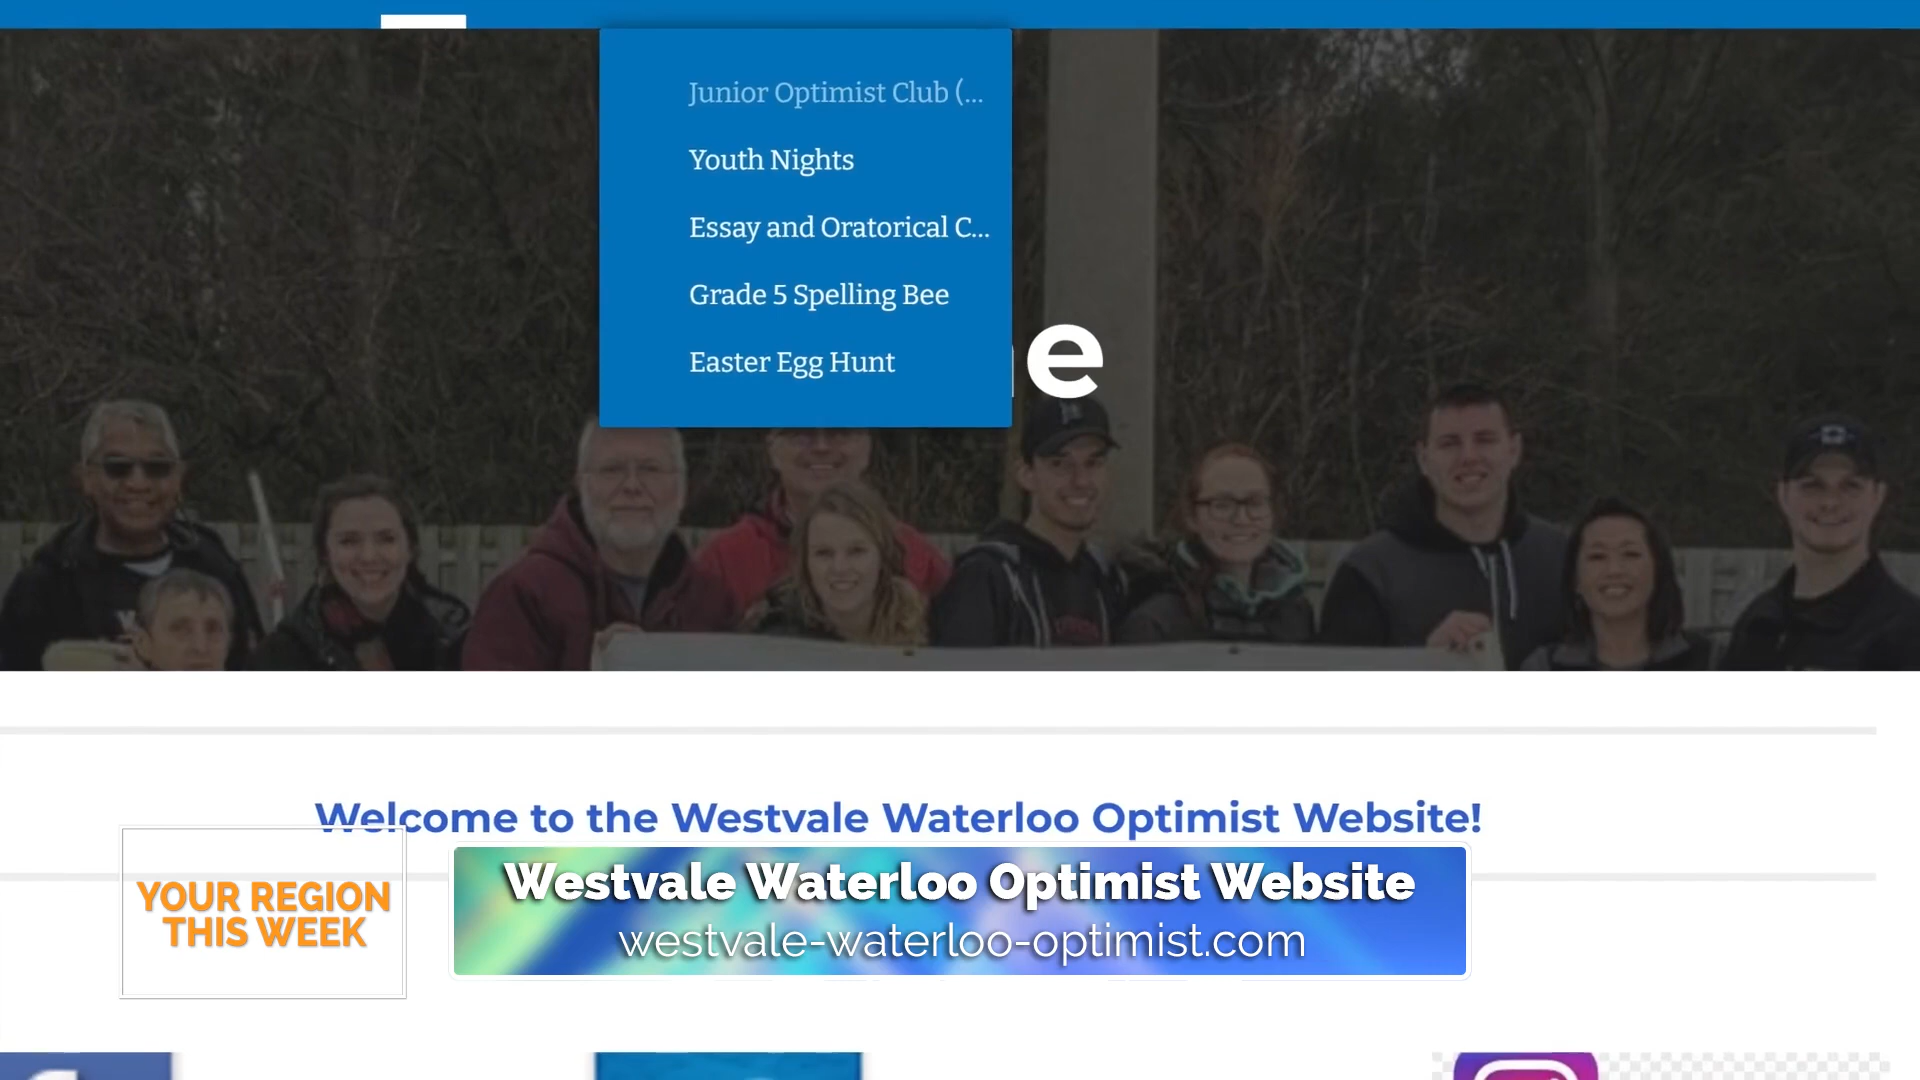 Junior Optimist Club (...
Youth Nights
Essay and Oratorical C...
Grade 5 Spelling Bee
Easter Egg Hunt
e
Welcome to the Westvale Waterloo Optimist Website!
YOUR REGION
THIS WEEK
Westvale Waterloo Optimist Website
westvale-waterloo-optimist.com